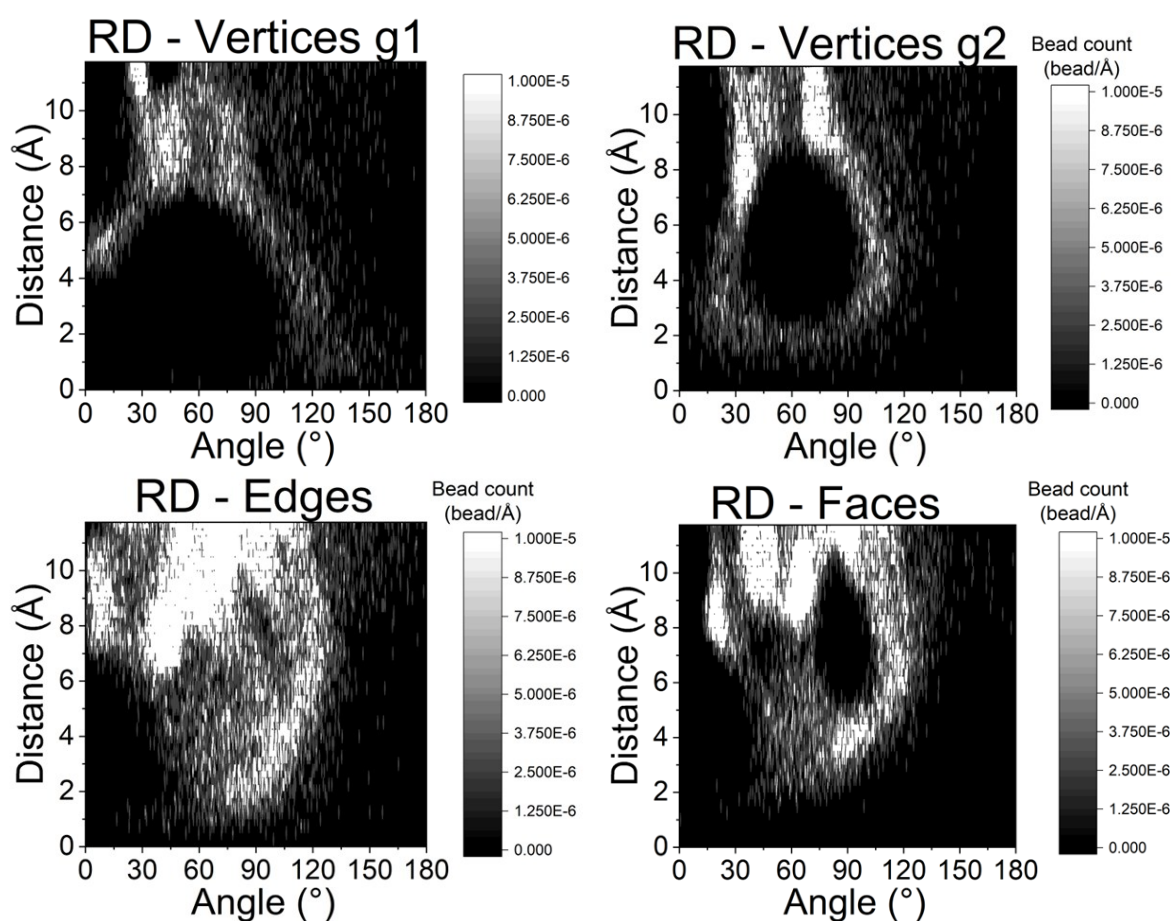 RD - Vertices g1
Distance (Å)
10
8
6
4
2
0
0 30 60 90 120 150 180
Angle (°)
1.000E-5
8.750E-6
7.500E-6
6.250E-6
5.000E-6
3.750E-6
2.500E-6
1.250E-6
0.000
RD - Vertices g2
Bead count
(bead/Å)
Distance (Å)
10
8
6
4
2
0
0 30 60 90 120 150 180
Angle (°)
1.000E-5
8.750E-6
7.500E-6
6.250E-6
5.000E-6
3.750E-6
2.500E-6
1.250E-6
0.000
RD - Edges
Bead count
(bead/Å)
Distance (Å)
10
8
6
4
2
0
0 30 60 90 120 150 180
Angle (°)
1.000E-5
8.750E-6
7.500E-6
6.250E-6
5.000E-6
3.750E-6
2.500E-6
1.250E-6
0.000
RD - Faces
Bead count
(bead/Å)
Distance (Å)
10
8
6
4
2
0
0 30 60 90 120 150 180
Angle (°)
1.000E-5
8.750E-6
7.500E-6
6.250E-6
5.000E-6
3.750E-6
2.500E-6
1.250E-6
0.000